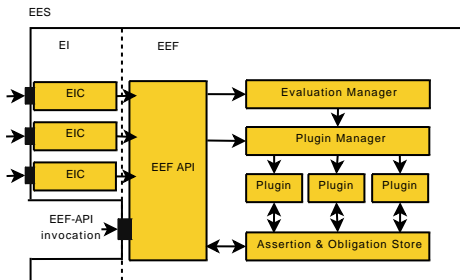 EES
EI
EEF
EIC
EIC
EIC
EEF API
Evaluation Manager
Plugin Manager
Plugin
Plugin
Plugin
EEF-API
invocation
Assertion & Obligation Store